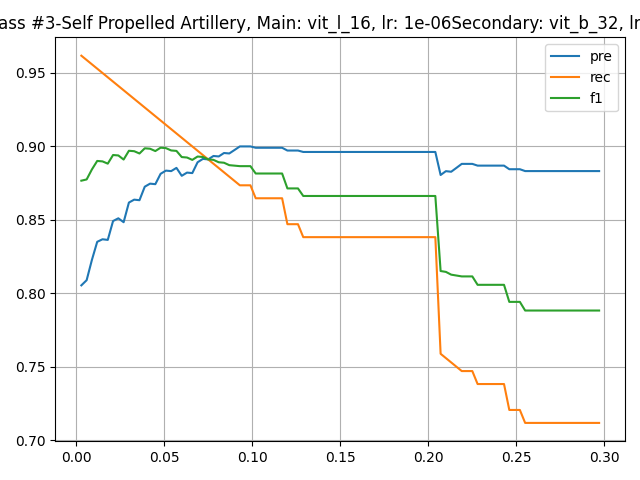 ass #3-Self Propelled Artillery, Main: vit_l_16, lr: 1e-06Secondary: vit_b_32, lr
pre
rec
f1
0.95
0.90
0.85
0.80
0.75
0.70
0.00 0.05 0.10 0.15 0.20 0.25 0.30